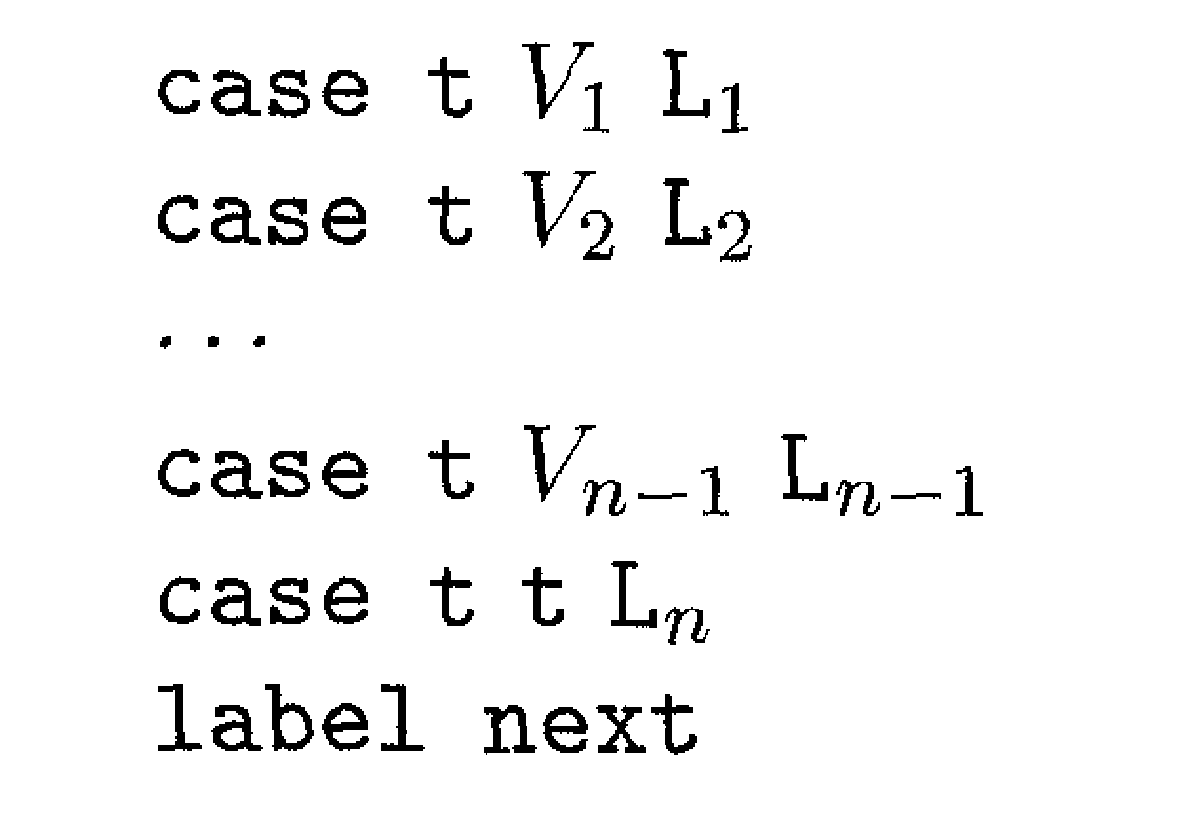 case t V₁ L₁
case t V₂ L₂
...
case t Vₙ₋₁ Lₙ₋₁
case t t Lₙ
label next